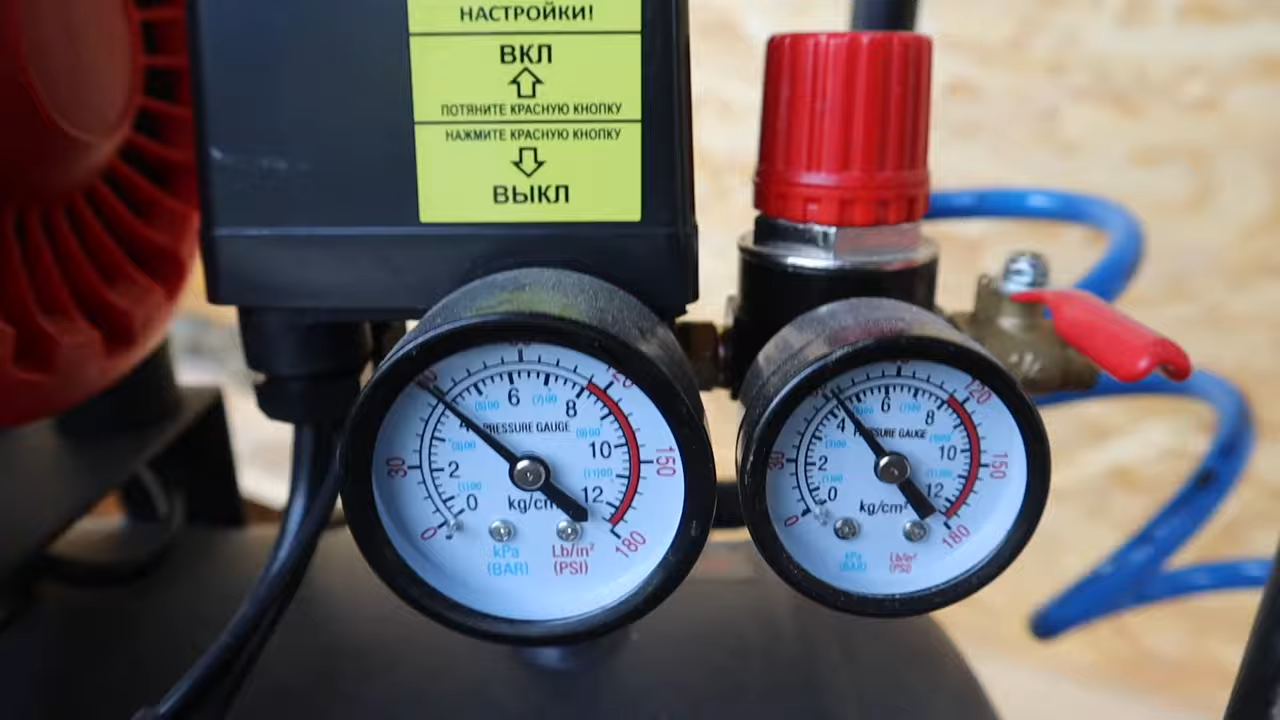 НАСТРОЙКИ!
ВКЛ
ПОТЯНИТЕ КРАСНУЮ КНОПКУ
НАЖМИТЕ КРАСНУЮ КНОПКУ
ВЫКЛ
120
6
8
4
PRESSURE GAUGE
10
30
150
2
12
0
kg/cm²
0
180
kPa
(BAR)
Lb/in²
(PSI)
120
6
8
4
PRESSURE GAUGE
10
30
150
2
12
0
kg/cm²
0
180
kPa
(BAR)
Lb/in²
(PSI)